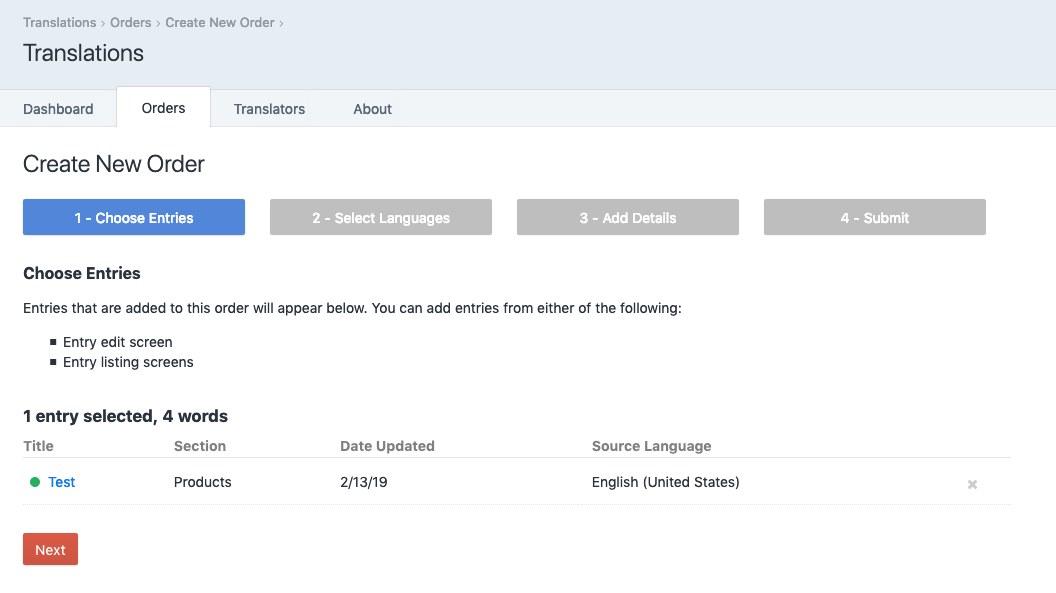 Translations › Orders › Create New Order ›
Translations
Dashboard Orders Translators About
Create New Order
1 - Choose Entries 2 - Select Languages 3 - Add Details 4 - Submit
Choose Entries
Entries that are added to this order will appear below. You can add entries from either of the following:
Entry edit screen
Entry listing screens
1 entry selected, 4 words
Title Section Date Updated Source Language
Test Products 2/13/19 English (United States)
Next